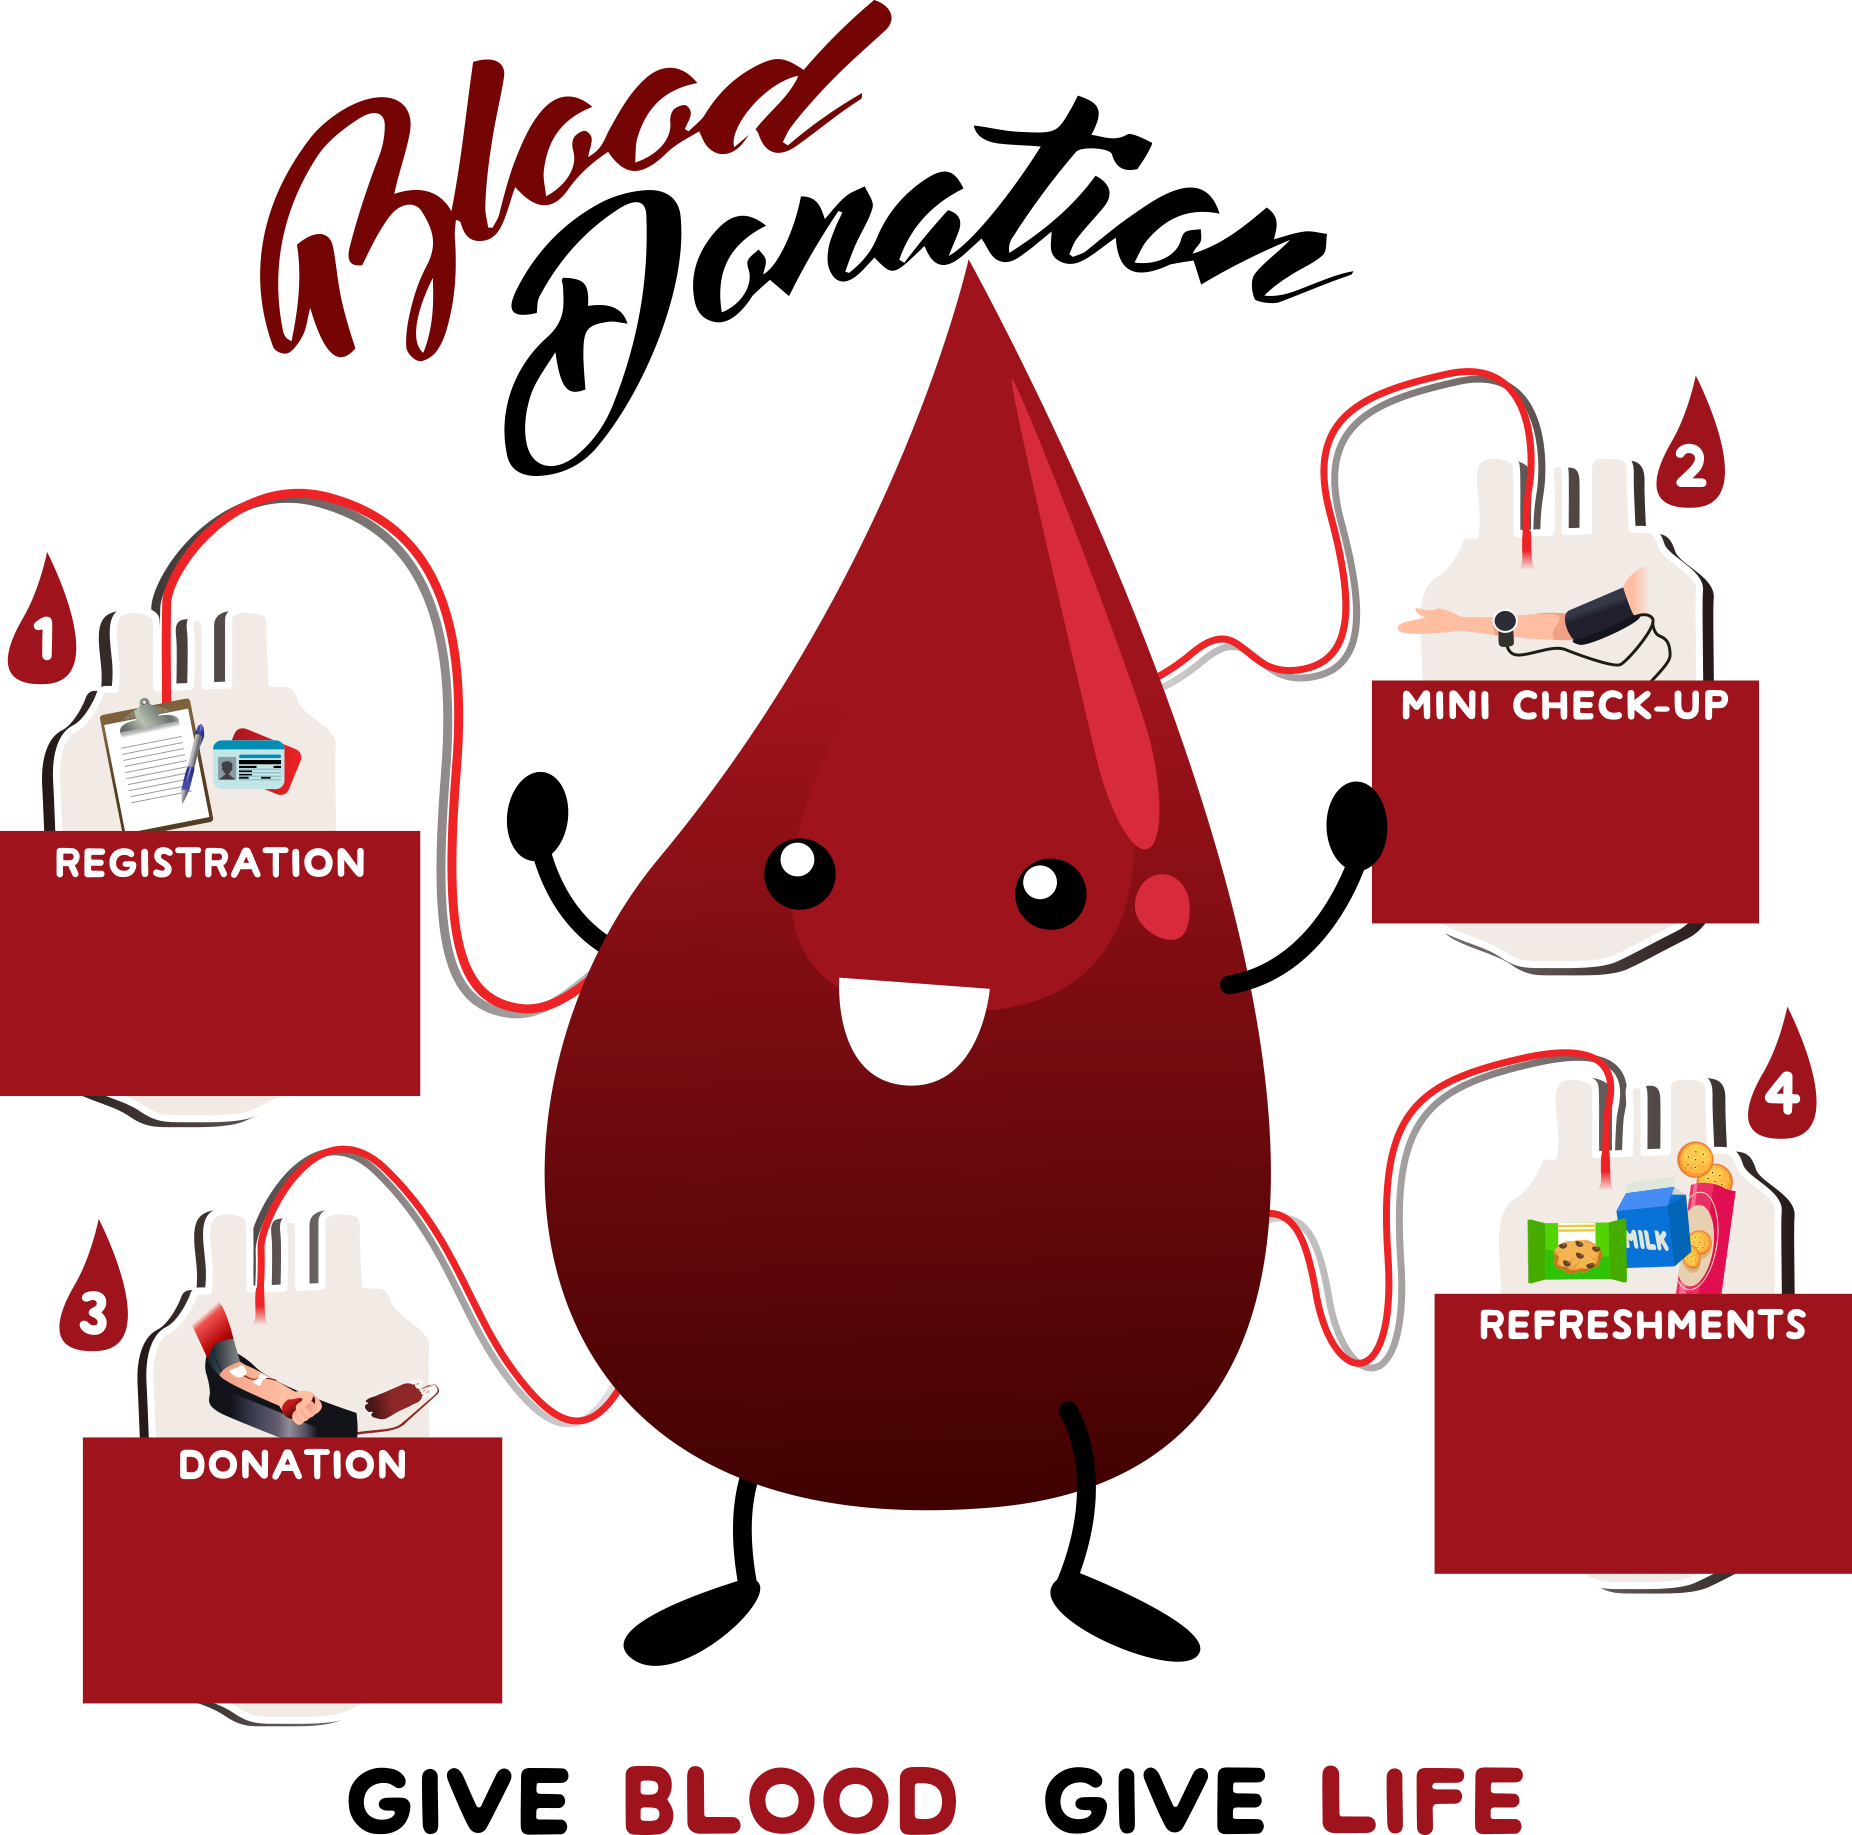 Blood
Donation
1
REGISTRATION
2
MINI CHECK-UP
3
DONATION
4
MILK
REFRESHMENTS
GIVE BLOOD GIVE LIFE